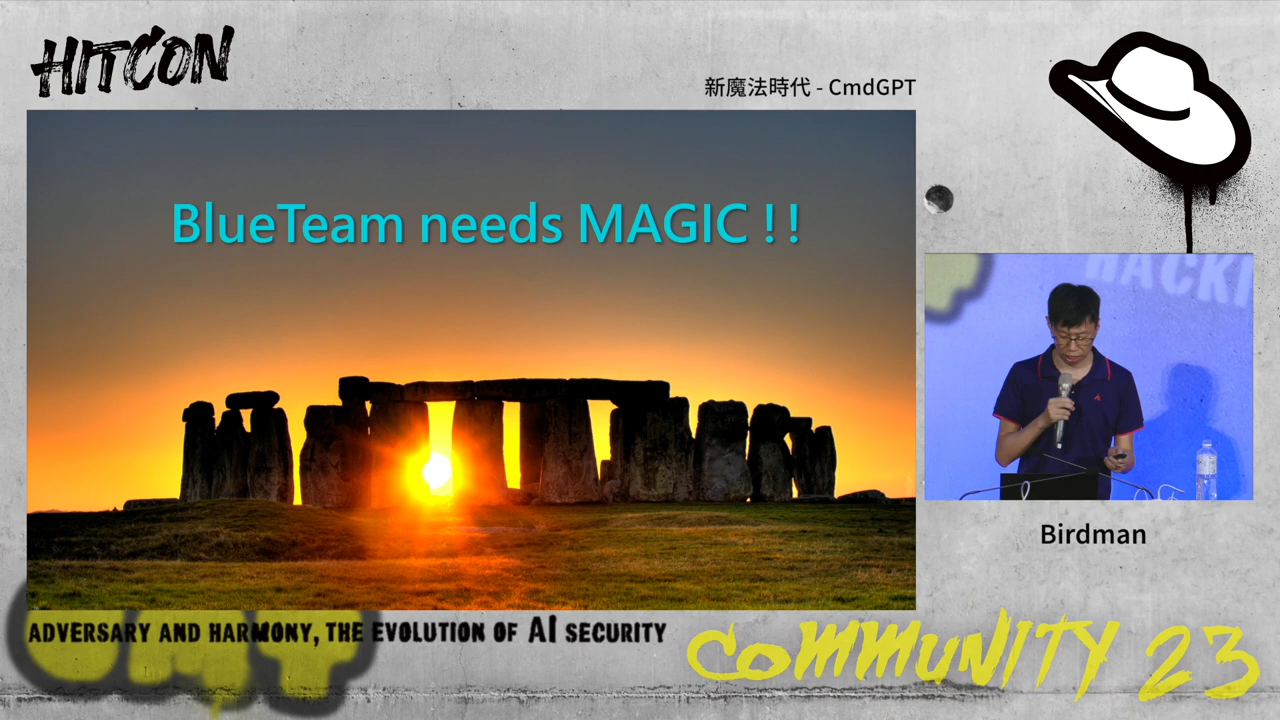 HITCON
新魔法時代 - CmdGPT
BlueTeam needs MAGIC ! !
HACKI
Birdman
ADVERSARY AND HARMONY, THE EVOLUTION OF AI SECURITY
COMMUNITY 23